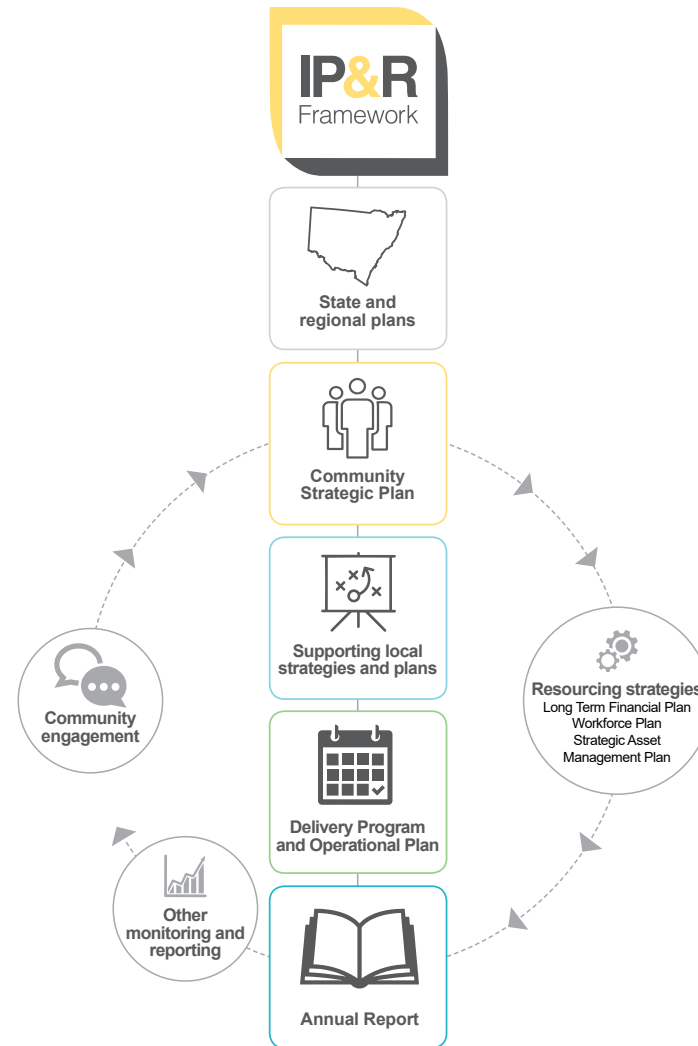 IP&R
Framework
State and
regional plans
Community
Strategic Plan
Supporting local
strategies and plans
Community
engagement
Resourcing strategies
Long Term Financial Plan
Workforce Plan
Strategic Asset
Management Plan
Delivery Program
and Operational Plan
Other
monitoring and
reporting
Annual Report